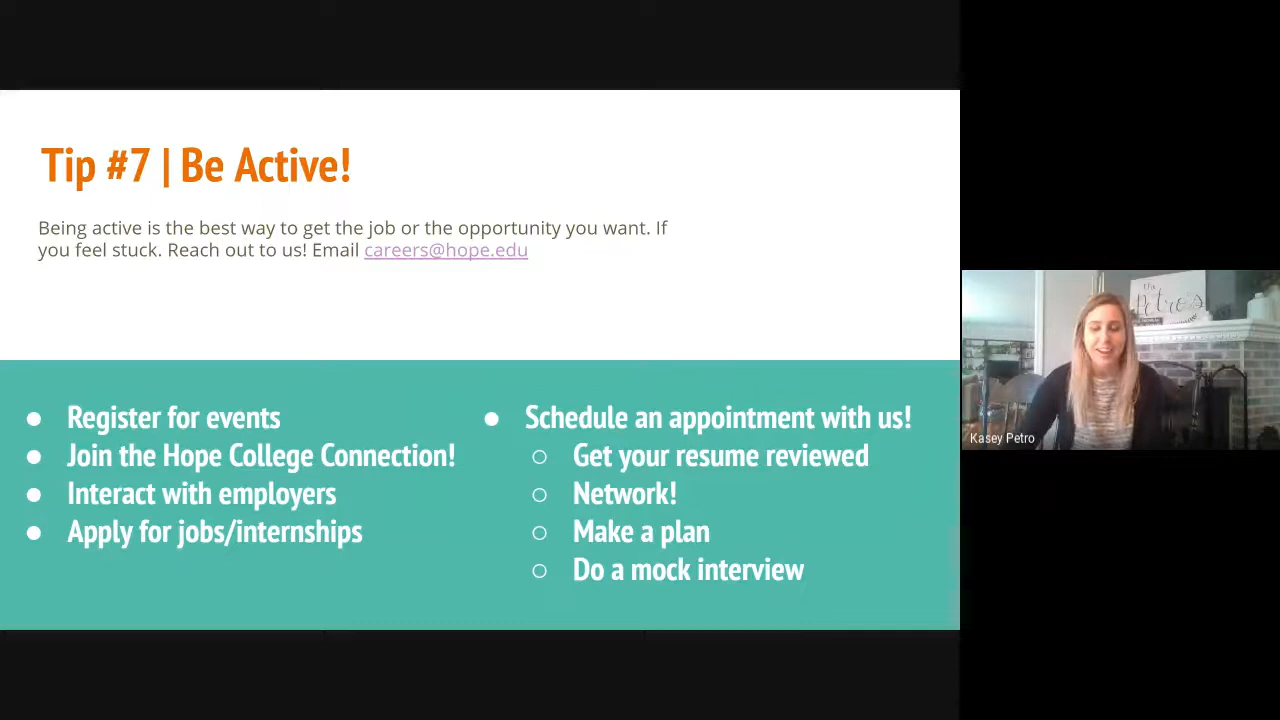 Tip #7 | Be Active!
Being active is the best way to get the job or the opportunity you want. If
you feel stuck. Reach out to us! Email careers@hope.edu
● Register for events
● Join the Hope College Connection!
● Interact with employers
● Apply for jobs/internships
● Schedule an appointment with us!
○ Get your resume reviewed
○ Network!
○ Make a plan
○ Do a mock interview
the
Petro's
Kasey Petro